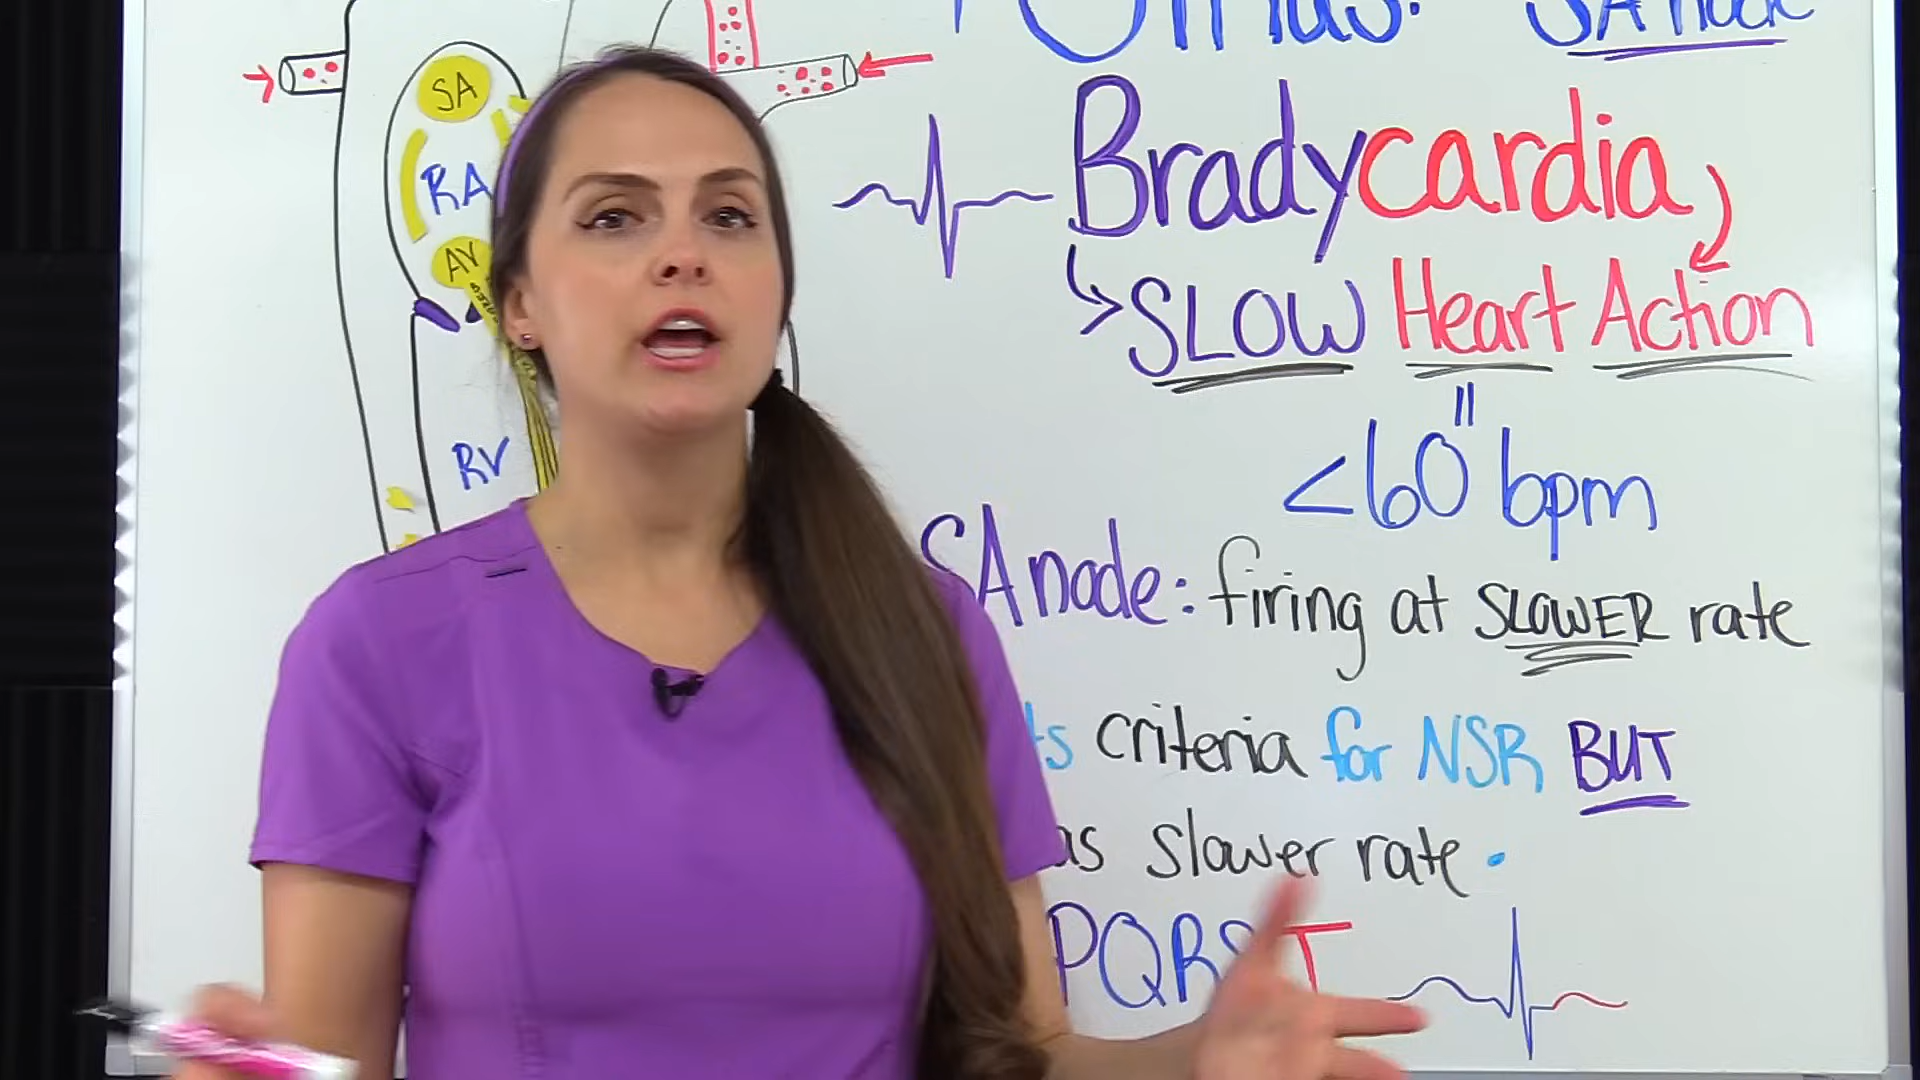 SA node
SA
RA
AV
RV
Bradycardia
SLOW Heart Action
<60 bpm
SA node: firing at SLOWER rate
criteria for NSR BUT
slower rate.
PQRST